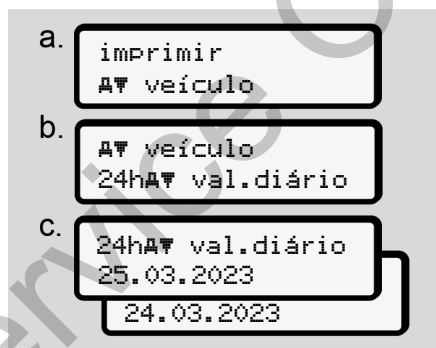 a.
imprimir
A▼ veículo
b.
A▼ veículo
24hA▼ val.diário
c.
24hA▼ val.diário
25.03.2023
24.03.2023